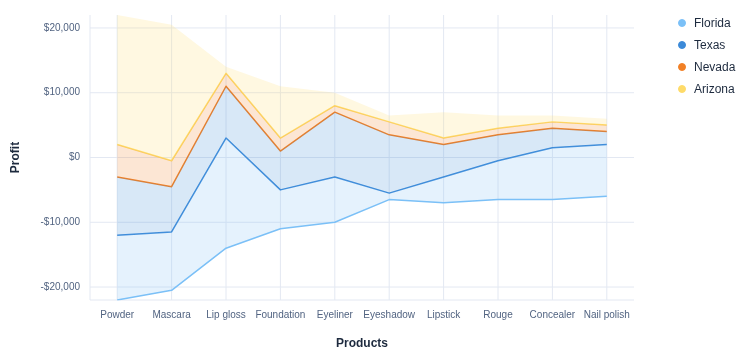 $20,000
$10,000
$0
-$10,000
-$20,000
Profit
Powder Mascara Lip gloss Foundation Eyeliner Eyeshadow Lipstick Rouge Concealer Nail polish
Products
Florida
Texas
Nevada
Arizona